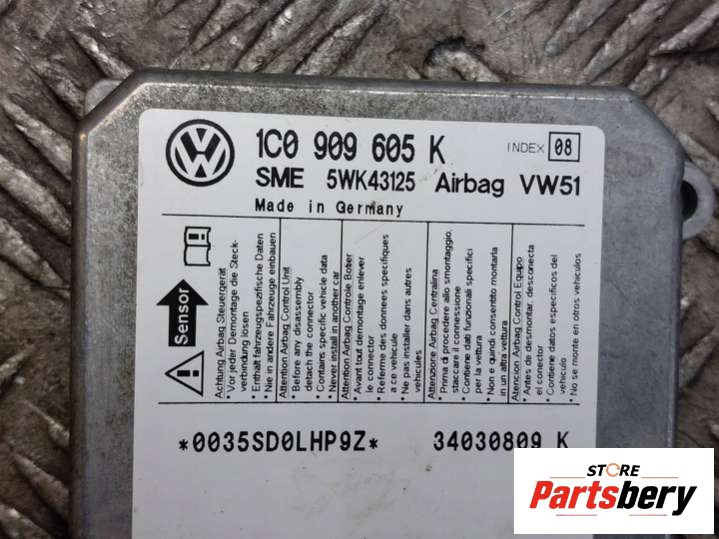 1C0 909 605 K
INDEX 08
SME 5WK43125 Airbag VW51
Made in Germany
Sensor
Achtung Airbag Steuergerät
• Vor jeder Demontage die Steck-
verbindung lösen
• Enthält fahrzeugspezifische Daten
• Nie in andere Fahrzeuge einbauen
Attention Airbag Control Unit
• Before any disassembly
detach the connector
• Contains specific vehicle data
• Never install in another car
Attention Airbag Controle Boter
• Avant tout demontage enlever
le connector
• Referme des donnees specifiques
a ce vehicule
• Ne pas installer dans autres
vehicules
Attenzione Airbag Centralina
• Prima di procedere allo smontaggio,
staccare il connessione
• Contiene dati funzionali specifici
per la vettura
• Non e quindi consentito montarla
in un altra vettura
Atencion Airbag Control Equipo
• Antes de desmontar, desconecta
el conector
• Contiene datos especificos del
vehiculo
• No se monte en otros vehiculos
*0035SD0LHP9Z*
34030809 K
STORE
Partsbery